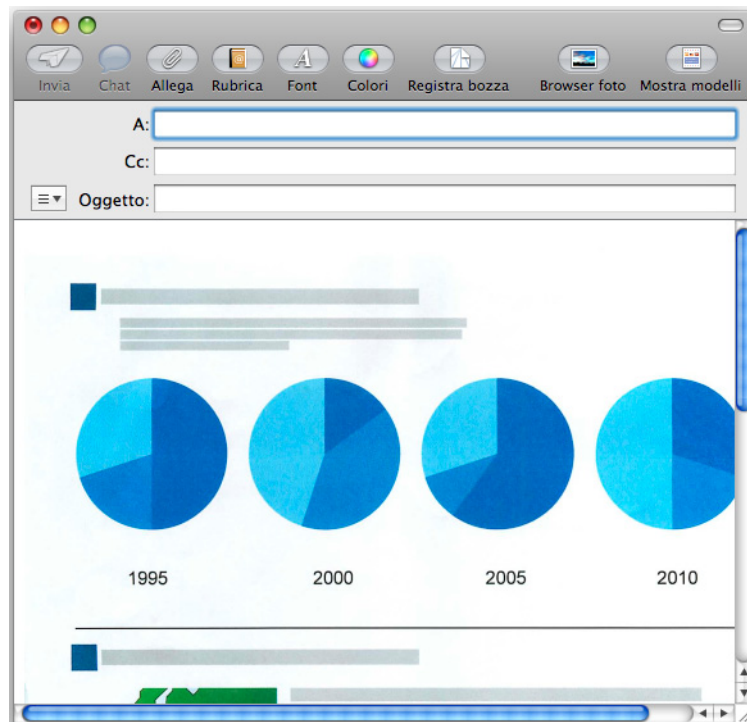 Invia Chat Allega Rubrica Font Colori Registra bozza Browser foto Mostra modelli
A:
Cc:
Oggetto:
1995 2000 2005 2010